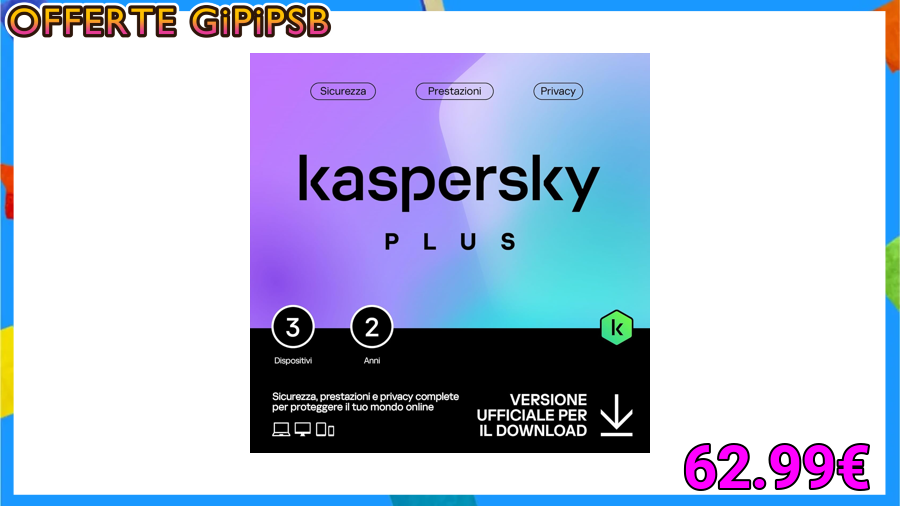 OFFERTE GiPiPSB
Sicurezza Prestazioni Privacy
kaspersky
PLUS
3 2
Dispositivi Anni
k
Sicurezza, prestazioni e privacy complete
per proteggere il tuo mondo online
VERSIONE
UFFICIALE PER
IL DOWNLOAD
62.99€